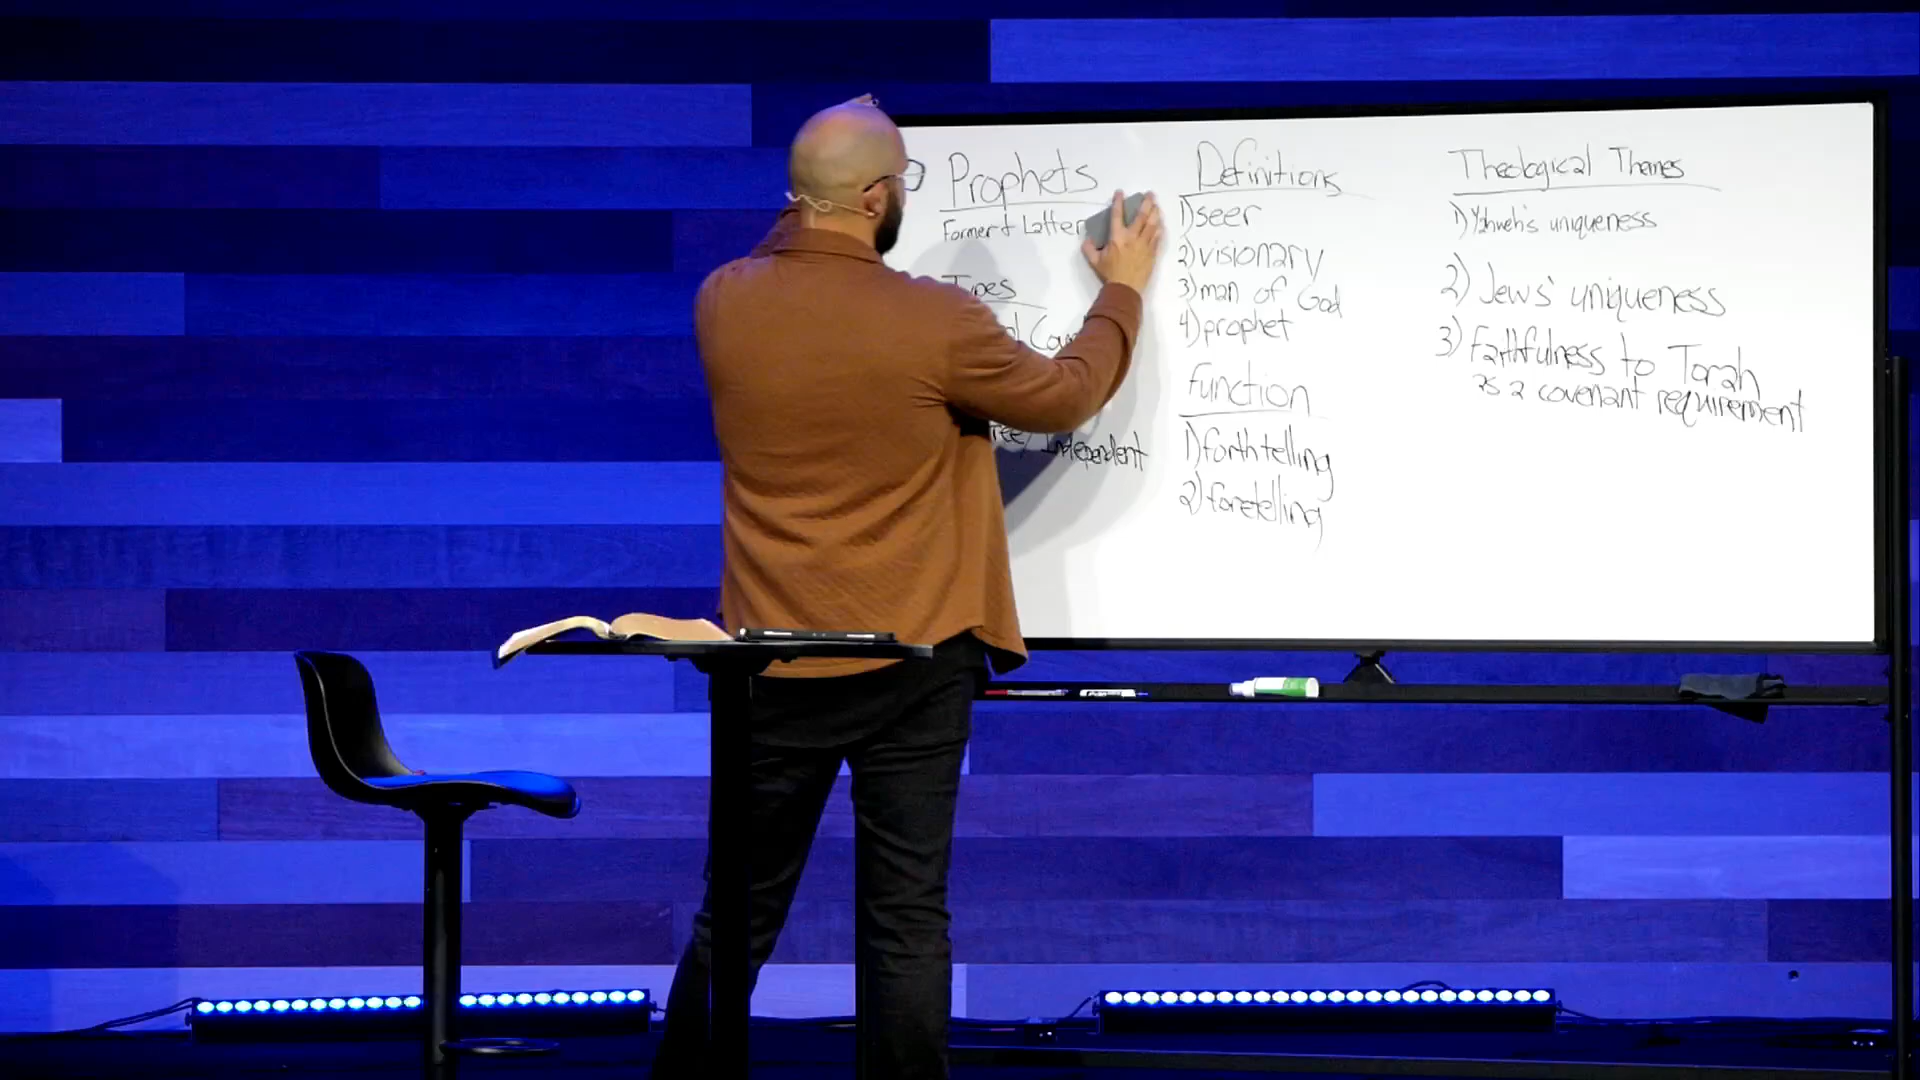 Prophets
Former & Latter
Types
Independent
Definitions
1) seer
2) visionary
3) man of God
4) prophet
Function
1) forthtelling
2) foretelling
Theological Themes
1) Yahweh's uniqueness
2) Jews' uniqueness
3) Faithfulness to Torah
as a covenant requirement